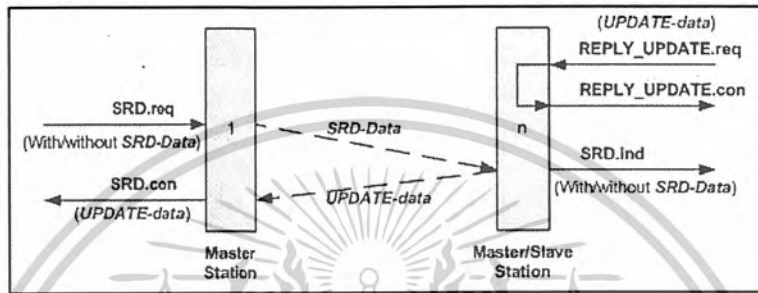 (UPDATE-data)
REPLY_UPDATE.req
REPLY_UPDATE.con
SRD.req
1
SRD-Data
n
(With/without SRD-Data)
SRD.Ind
SRD.con
UPDATE-data
(With/without SRD-Data)
(UPDATE-data)
Master
Station
Master/Slave
Station